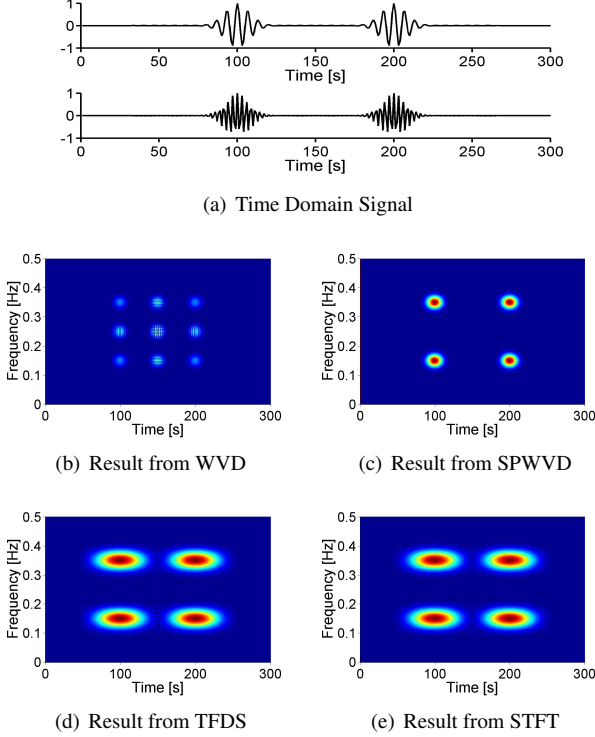 1
0
-1
0 50 100 150 200 250 300
Time [s]
1
0
-1
0 50 100 150 200 250 300
Time [s]
(a) Time Domain Signal
0.5
0.4
0.3
0.2
0.1
0
Frequency [Hz]
0 100 200 300
Time [s]
(b) Result from WVD
0.5
0.4
0.3
0.2
0.1
0
Frequency [Hz]
0 100 200 300
Time [s]
(c) Result from SPWVD
0.5
0.4
0.3
0.2
0.1
0
Frequency [Hz]
0 100 200 300
Time [s]
(d) Result from TFDS
0.5
0.4
0.3
0.2
0.1
0
Frequency [Hz]
0 100 200 300
Time [s]
(e) Result from STFT